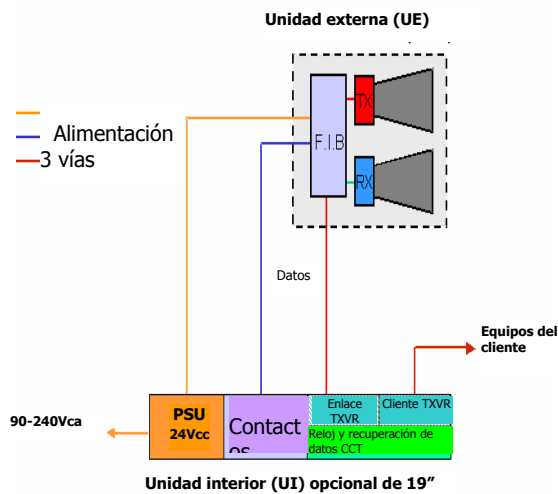 Unidad externa (UE)
TX
F.I.B
RX
Alimentación
3 vías
Datos
Equipos del
cliente
90-240Vca
PSU
24Vcc
Contact
os
Enlace
TXVR
Cliente TXVR
Reloj y recuperación de
datos CCT
Unidad interior (UI) opcional de 19”